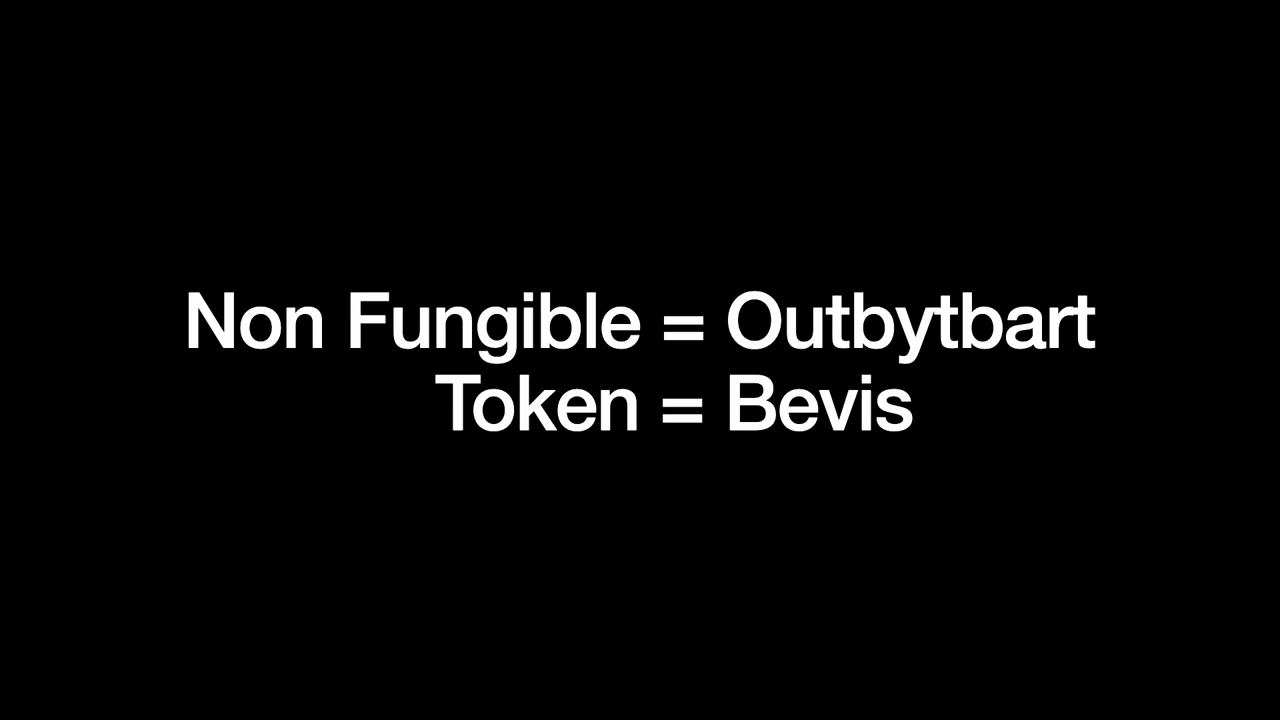 Non Fungible = Outbytbart
Token = Bevis